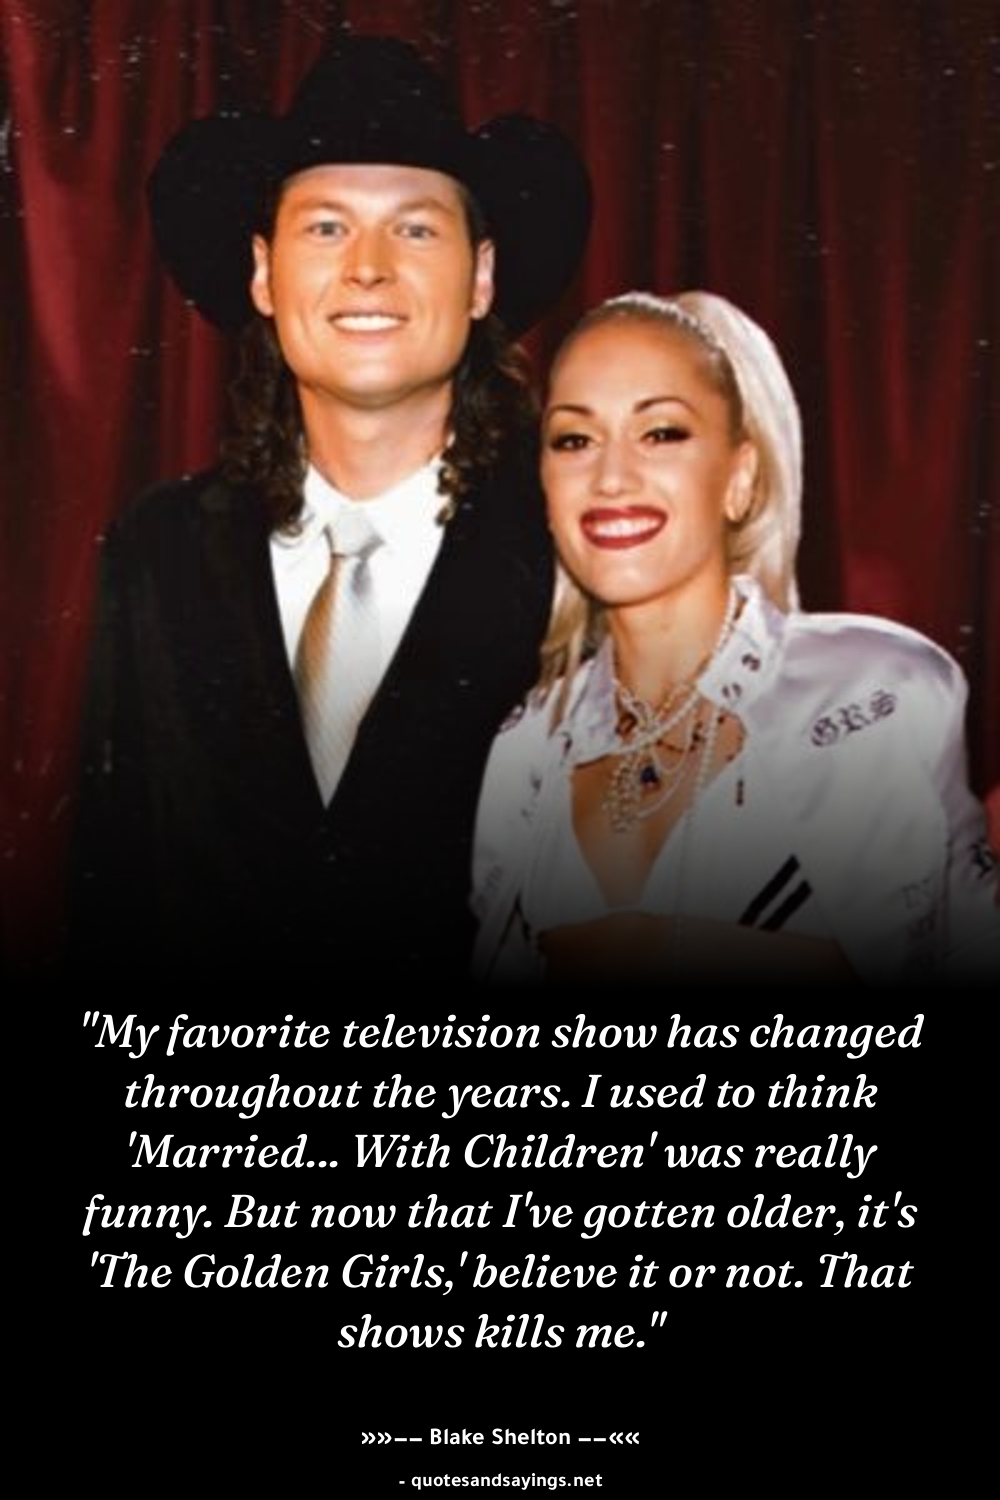 GRS
"My favorite television show has changed
throughout the years. I used to think
'Married... With Children' was really
funny. But now that I've gotten older, it's
'The Golden Girls,' believe it or not. That
shows kills me."
»»–– Blake Shelton ––««
- quotesandsayings.net